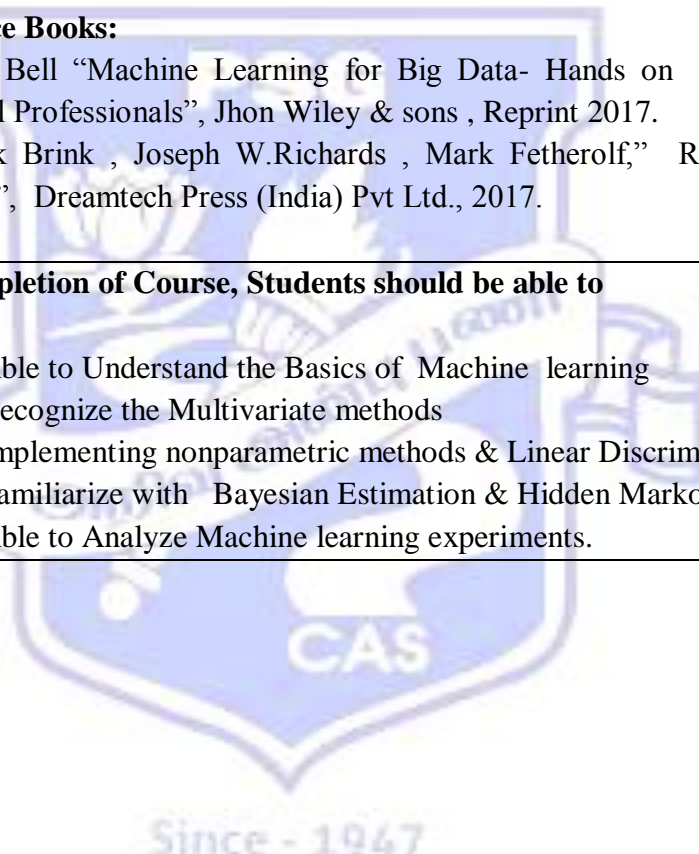 ce Books:
Bell “Machine Learning for Big Data- Hands on
l Professionals”, Jhon Wiley & sons , Reprint 2017.
k Brink , Joseph W.Richards , Mark Fetherolf,” R
”, Dreamtech Press (India) Pvt Ltd., 2017.
pletion of Course, Students should be able to
ble to Understand the Basics of Machine learning
ecognize the Multivariate methods
mplementing nonparametric methods & Linear Discrim
amiliarize with Bayesian Estimation & Hidden Marko
ble to Analyze Machine learning experiments.
CAS
Since - 1947